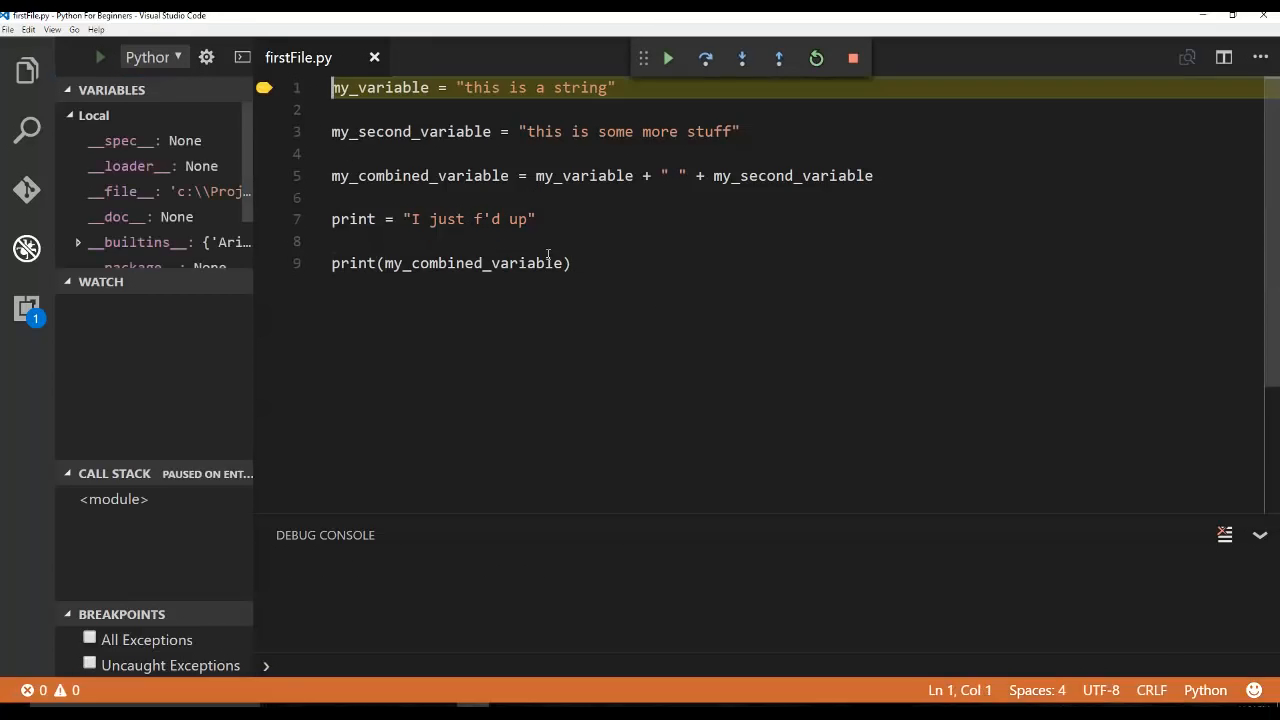 firstFile.py - Python For Beginners - Visual Studio Code
File Edit View Go Help
Python
firstFile.py
VARIABLES
Local
__spec__: None
__loader__: None
__file__: 'c:\\Proj...
__doc__: None
__builtins__: {'Ari...
__package__: None
WATCH
CALL STACK PAUSED ON ENT...
<module>
BREAKPOINTS
All Exceptions
Uncaught Exceptions
1
1 my_variable = "this is a string"
2
3 my_second_variable = "this is some more stuff"
4
5 my_combined_variable = my_variable + " " + my_second_variable
6
7 print = "I just f'd up"
8
9 print(my_combined_variable)
DEBUG CONSOLE
0 0
Ln 1, Col 1 Spaces: 4 UTF-8 CRLF Python